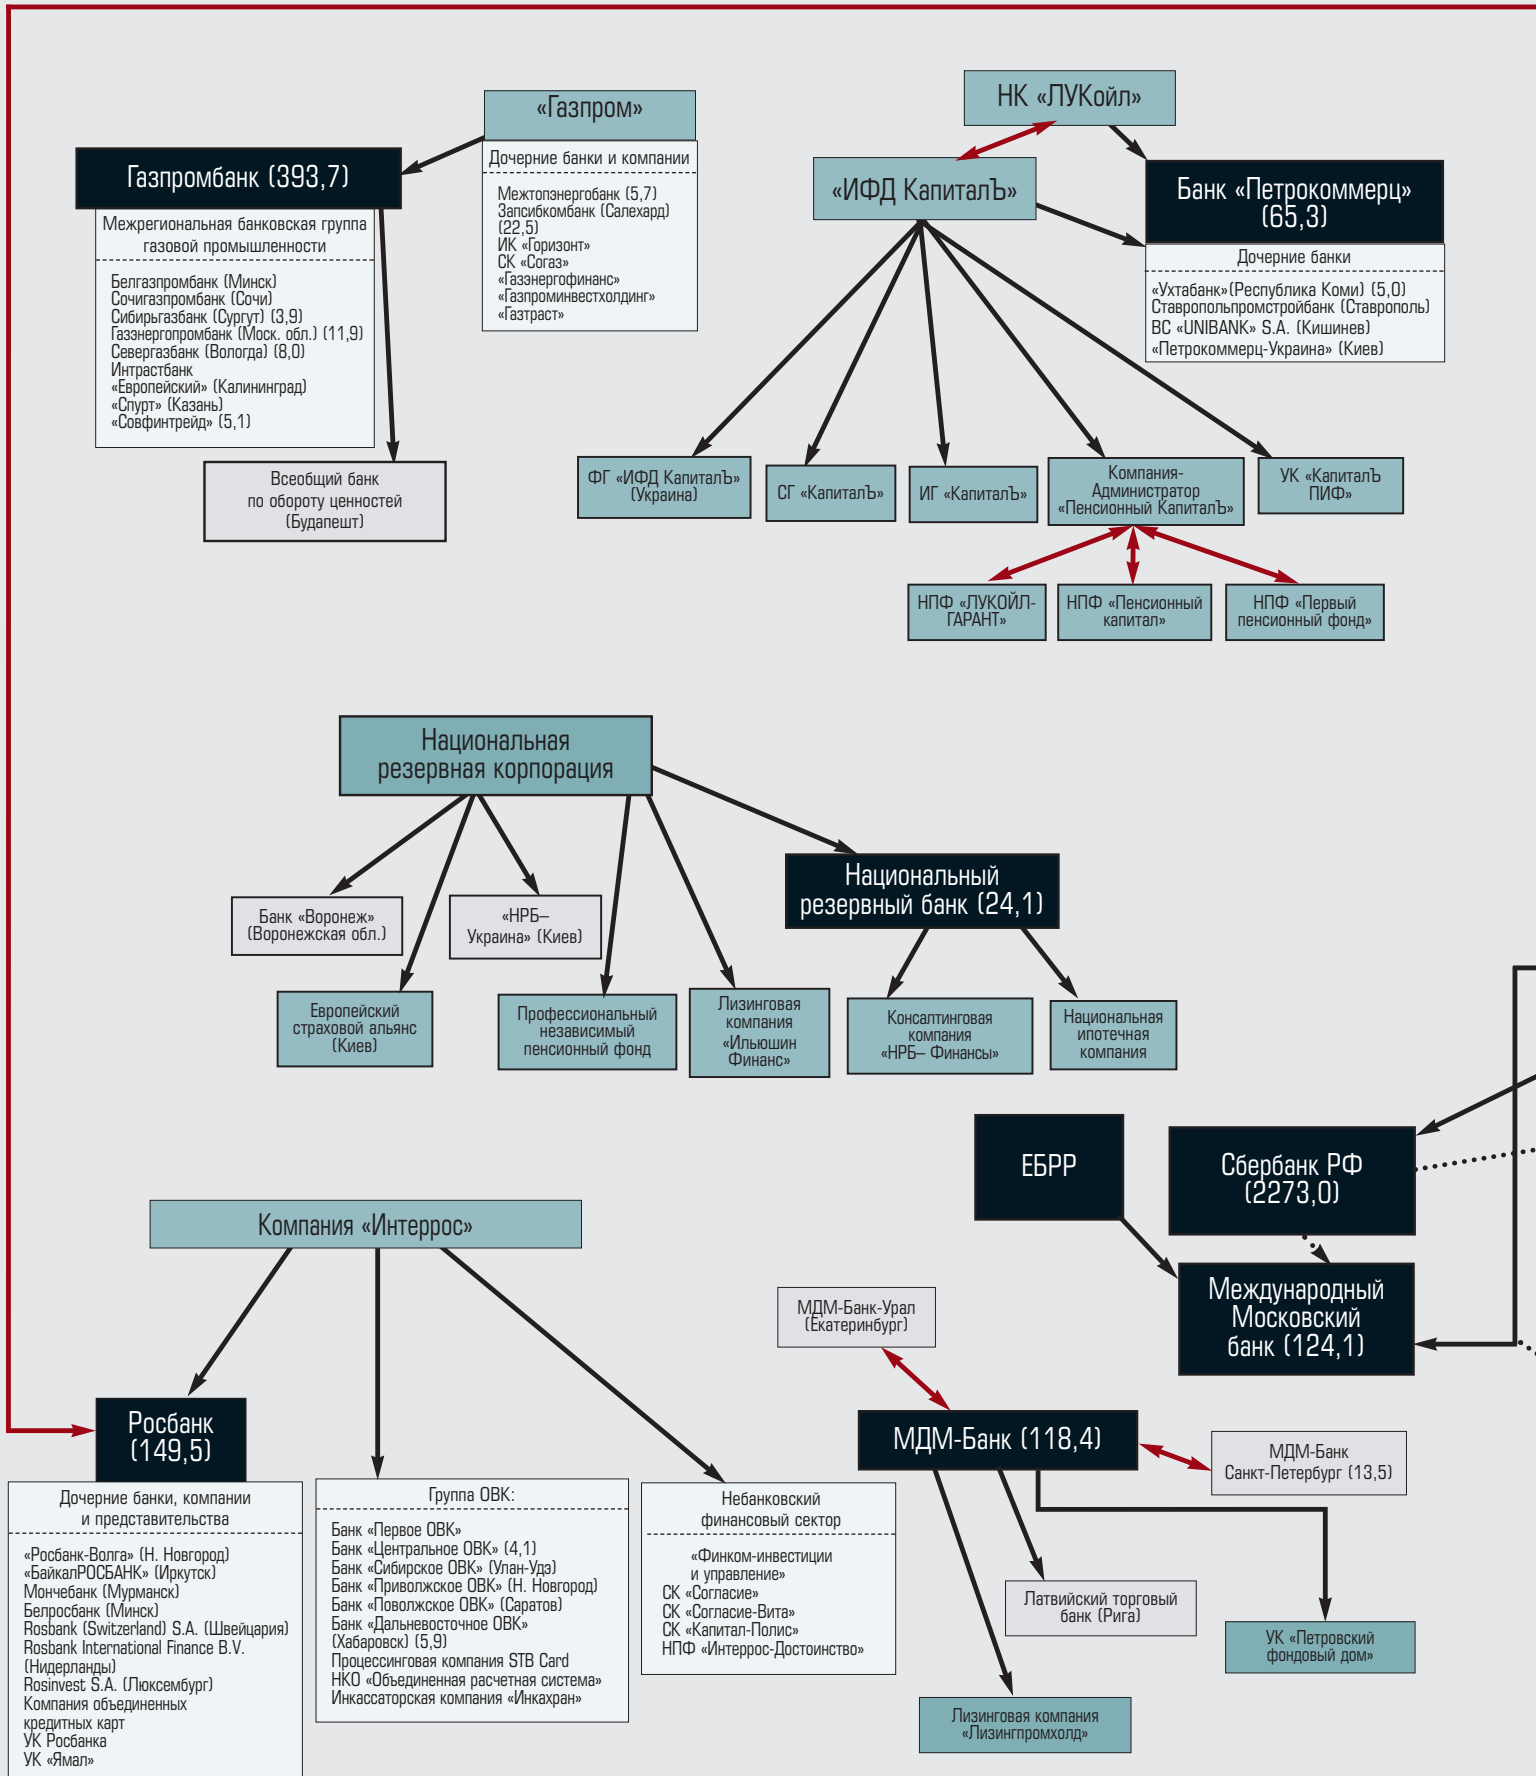 «Газпром»
Дочерние банки и компании
Межтопэнергобанк (5,7)
Запсибкомбанк (Салехард)
(22,5)
ИК «Горизонт»
СК «Согаз»
«Газэнергофинанс»
«Газпроминвестхолдинг»
«Газтраст»
Газпромбанк (393,7)
Межрегиональная банковская группа
газовой промышленности
Белгазпромбанк (Минск)
Сочигазпромбанк (Сочи)
Сибирьгазбанк (Сургут) (3,9)
Газэнергопромбанк (Моск. обл.) (11,9)
Севергазбанк (Вологда) (8,0)
Интрастбанк
«Европейский» (Калининград)
«Спурт» (Казань)
«Совфинтрейд» (5,1)
Всеобщий банк
по обороту ценностей
(Будапешт)
НК «ЛУКойл»
«ИФД КапиталЪ»
Банк «Петрокоммерц»
(65,3)
Дочерние банки
«Ухтабанк»(Республика Коми) (5,0)
Ставропольпромстройбанк (Ставрополь)
ВС «UNIBANK» S.A. (Кишинев)
«Петрокоммерц-Украина» (Киев)
ФГ «ИФД КапиталЪ»
(Украина)
СГ «КапиталЪ»
ИГ «КапиталЪ»
Компания-
Администратор
«Пенсионный КапиталЪ»
УК «КапиталЪ
ПИФ»
НПФ «ЛУКОЙЛ-
ГАРАНТ»
НПФ «Пенсионный
капитал»
НПФ «Первый
пенсионный фонд»
Национальная
резервная корпорация
Национальный
резервный банк (24,1)
Банк «Воронеж»
(Воронежская обл.)
«НРБ–
Украина» (Киев)
Европейский
страховой альянс
(Киев)
Профессиональный
независимый
пенсионный фонд
Лизинговая
компания
«Ильюшин
Финанс»
Консалтинговая
компания
«НРБ– Финансы»
Национальная
ипотечная
компания
ЕБРР
Сбербанк РФ
(2273,0)
Международный
Московский
банк (124,1)
Компания «Интеррос»
Росбанк
(149,5)
Дочерние банки, компании
и представительства
«Росбанк-Волга» (Н. Новгород)
«БайкалРОСБАНК» (Иркутск)
Мончебанк (Мурманск)
Белросбанк (Минск)
Rosbank (Switzerland) S.A. (Швейцария)
Rosbank International Finance B.V.
(Нидерланды)
Rosinvest S.A. (Люксембург)
Компания объединенных
кредитных карт
УК Росбанка
УК «Ямал»
Группа ОВК:
Банк «Первое ОВК»
Банк «Центральное ОВК» (4,1)
Банк «Сибирское ОВК» (Улан-Удэ)
Банк «Приволжское ОВК» (Н. Новгород)
Банк «Поволжское ОВК» (Саратов)
Банк «Дальневосточное ОВК»
(Хабаровск) (5,9)
Процессинговая компания STB Card
НКО «Объединенная расчетная система»
Инкассаторская компания «Инкахран»
Небанковский
финансовый сектор
«Финком-инвестиции
и управление»
СК «Согласие»
СК «Согласие-Вита»
СК «Капитал-Полис»
НПФ «Интеррос-Достоинство»
МДМ-Банк-Урал
(Екатеринбург)
МДМ-Банк (118,4)
МДМ-Банк
Санкт-Петербург (13,5)
Латвийский торговый
банк (Рига)
УК «Петровский
фондовый дом»
Лизинговая компания
«Лизингпромхолд»